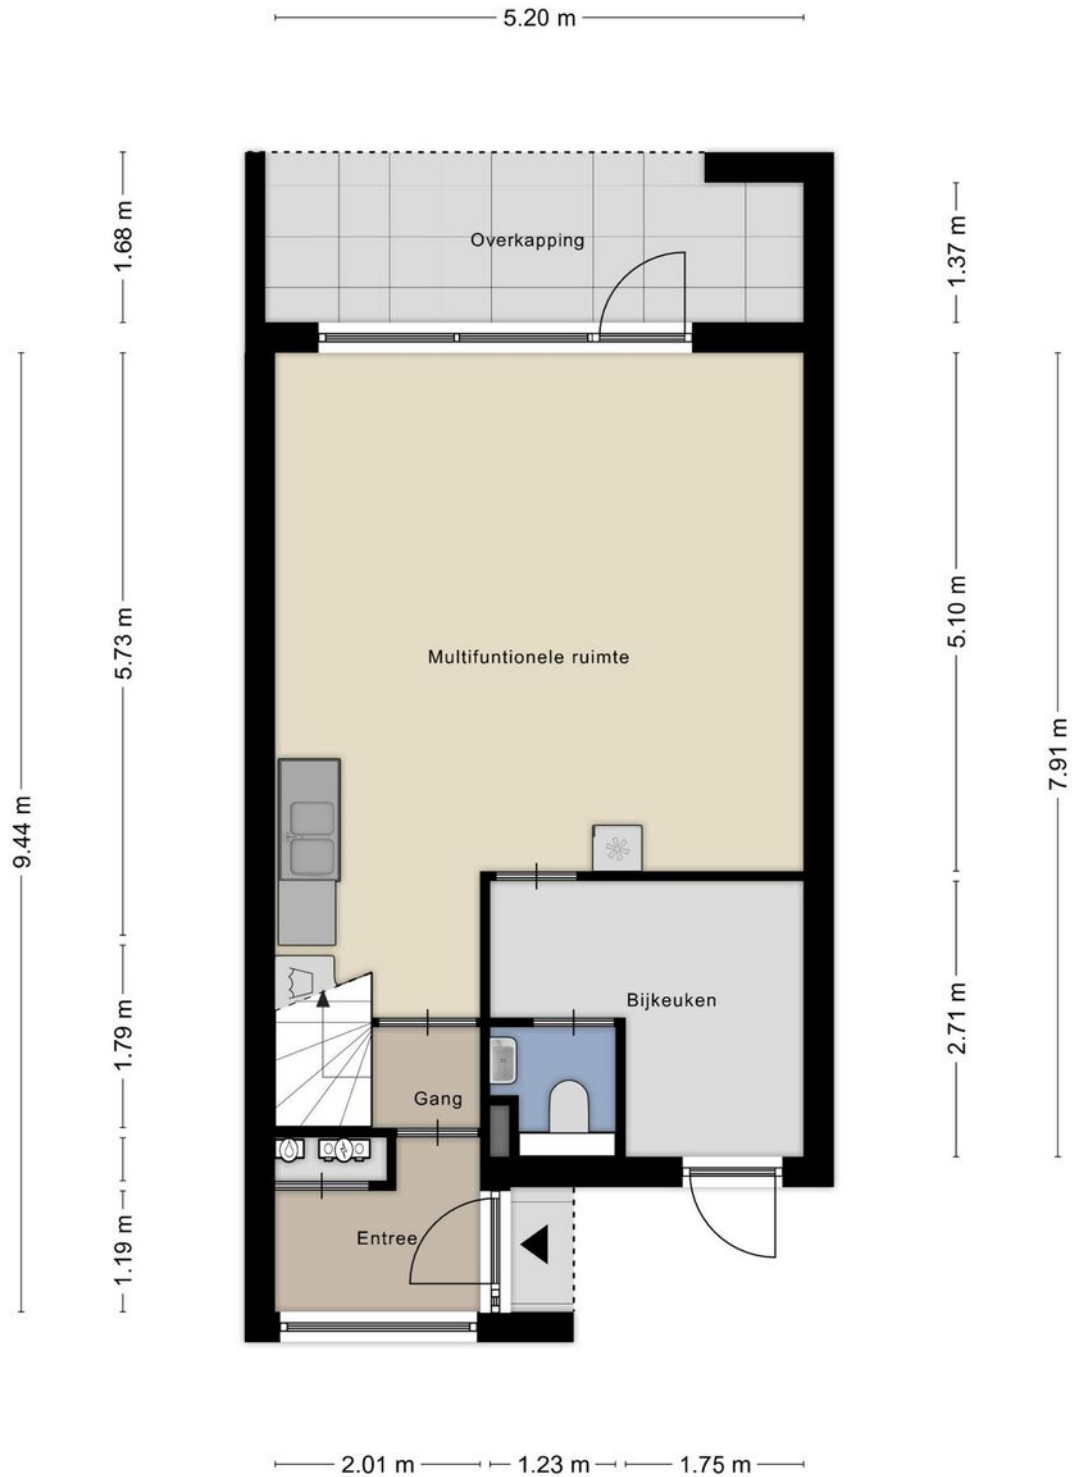 5.20 m
1.68 m
1.37 m
Overkapping
5.73 m
5.10 m
Multifuntionele ruimte
7.91 m
9.44 m
Bijkeuken
1.79 m
2.71 m
Gang
1.19 m
Entree
2.01 m
1.23 m
1.75 m